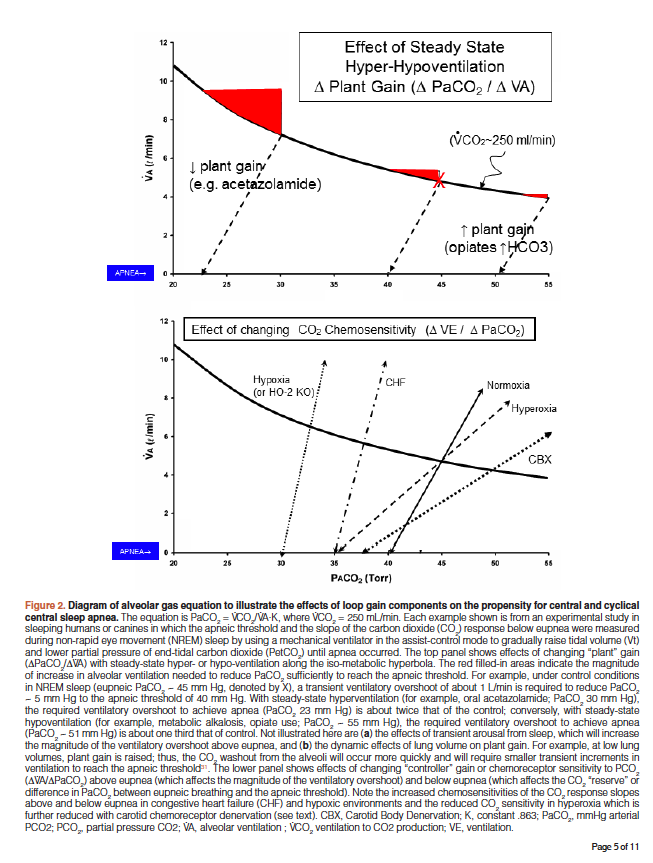 12
Effect of Steady State
Hyper-Hypoventilation
Δ Plant Gain (Δ PaCO2 / Δ VA)
10
(V̇CO2~250 ml/min)
8
V̇A (ℓ/min)
6
↓ plant gain
(e.g. acetazolamide)
X
4
↑ plant gain
(opiates ↑HCO3)
2
APNEA→
0
20 25 30 35 40 45 50 55
12
Effect of changing CO2 Chemosensitivity (Δ VE / Δ PaCO2)
10
Hypoxia
(or HO-2 KO)
CHF
Normoxia
Hyperoxia
8
V̇A (ℓ/min)
6
CBX
4
2
APNEA→
0
20 25 30 35 40 45 50 55
PACO2 (Torr)
Figure 2. Diagram of alveolar gas equation to illustrate the effects of loop gain components on the propensity for central and cyclical
central sleep apnea. The equation is PaCO2 = V̇CO2/V̇A·K, where V̇CO2 = 250 mL/min. Each example shown is from an experimental study in
sleeping humans or canines in which the apneic threshold and the slope of the carbon dioxide (CO2) response below eupnea were measured
during non-rapid eye movement (NREM) sleep by using a mechanical ventilator in the assist-control mode to gradually raise tidal volume (Vt)
and lower partial pressure of end-tidal carbon dioxide (PetCO2) until apnea occurred. The top panel shows effects of changing “plant” gain
(ΔPaCO2/ΔV̇A) with steady-state hyper- or hypo-ventilation along the iso-metabolic hyperbola. The red filled-in areas indicate the magnitude
of increase in alveolar ventilation needed to reduce PaCO2 sufficiently to reach the apneic threshold. For example, under control conditions
in NREM sleep (eupneic PaCO2 ~ 45 mm Hg, denoted by X), a transient ventilatory overshoot of about 1 L/min is required to reduce PaCO2
~ 5 mm Hg to the apneic threshold of 40 mm Hg. With steady-state hyperventilation (for example, oral acetazolamide; PaCO2 30 mm Hg),
the required ventilatory overshoot to achieve apnea (PaCO2 23 mm Hg) is about twice that of the control; conversely, with steady-state
hypoventilation (for example, metabolic alkalosis, opiate use; PaCO2 ~ 55 mm Hg), the required ventilatory overshoot to achieve apnea
(PaCO2 ~ 51 mm Hg) is about one third that of control. Not illustrated here are (a) the effects of transient arousal from sleep, which will increase
the magnitude of the ventilatory overshoot above eupnea, and (b) the dynamic effects of lung volume on plant gain. For example, at low lung
volumes, plant gain is raised; thus, the CO2 washout from the alveoli will occur more quickly and will require smaller transient increments in
ventilation to reach the apneic threshold31. The lower panel shows effects of changing “controller” gain or chemoreceptor sensitivity to PCO2
(ΔV̇A/ΔPaCO2) above eupnea (which affects the magnitude of the ventilatory overshoot) and below eupnea (which affects the CO2 “reserve” or
difference in PaCO2 between eupneic breathing and the apneic threshold). Note the increased chemosensitivities of the CO2 response slopes
above and below eupnea in congestive heart failure (CHF) and hypoxic environments and the reduced CO2 sensitivity in hyperoxia which is
further reduced with carotid chemoreceptor denervation (see text). CBX, Carotid Body Denervation; K, constant .863; PaCO2, mmHg arterial
PCO2; PCO2, partial pressure CO2; V̇A, alveolar ventilation ; V̇CO2 ventilation to CO2 production; VE, ventilation.
Page 5 of 11